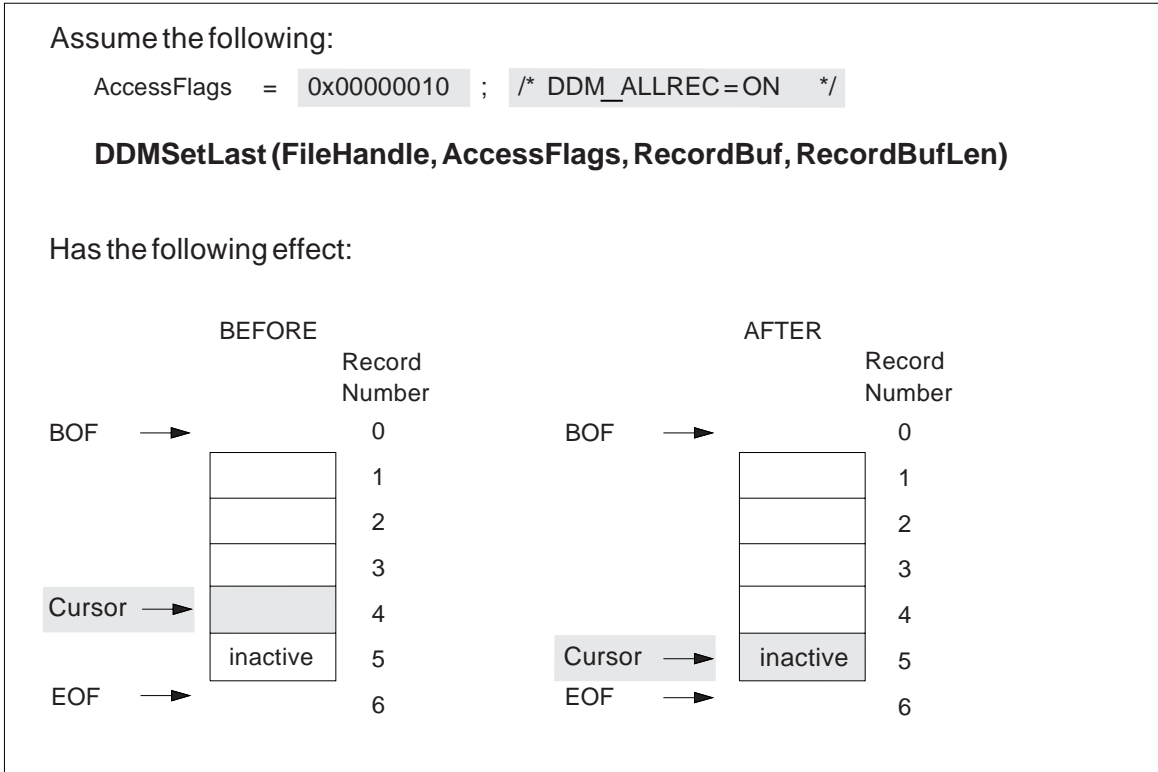 Assume the following:
AccessFlags = 0x00000010 ; /* DDM_ALLREC=ON */
DDMSetLast (FileHandle, AccessFlags, RecordBuf, RecordBufLen)
Has the following effect:
BEFORE
Record
Number
BOF 0
1
2
3
Cursor 4
inactive 5
EOF 6
AFTER
Record
Number
BOF 0
1
2
3
4
Cursor inactive 5
EOF 6